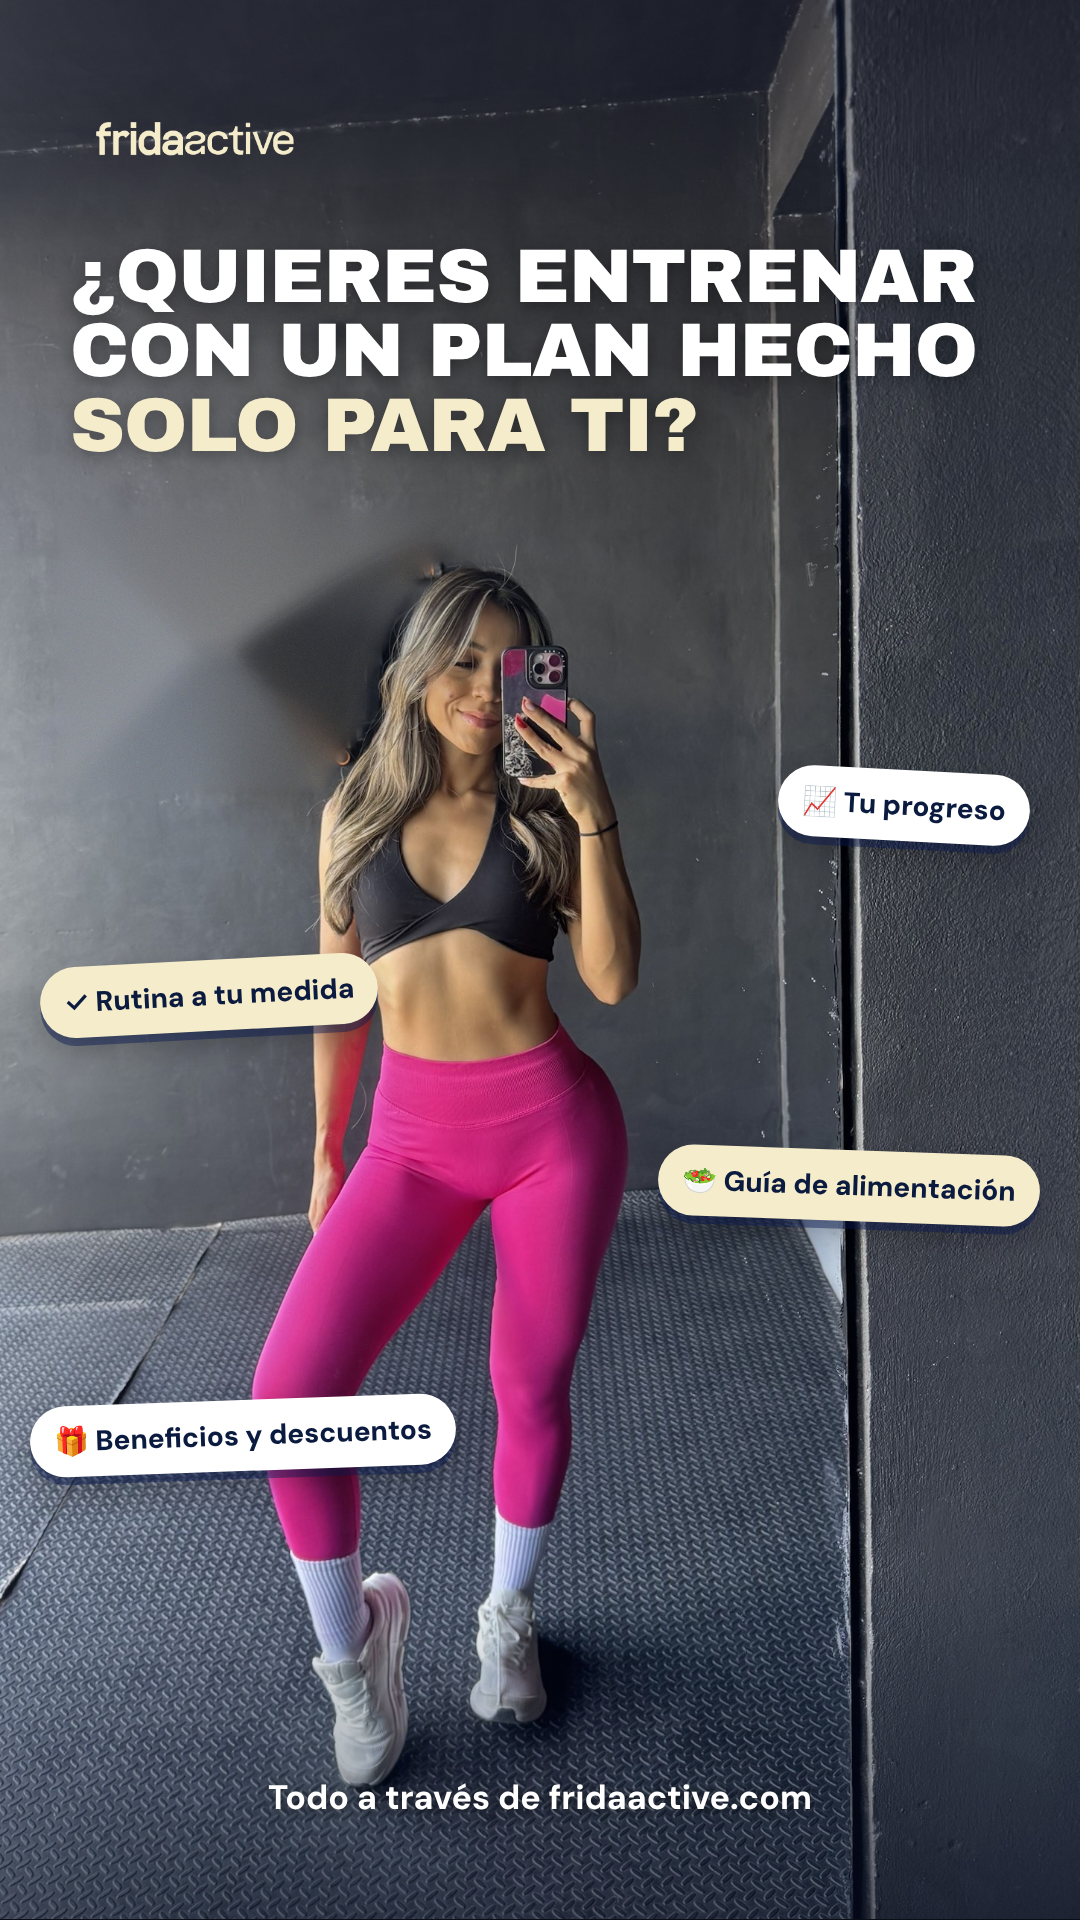 fridaactive
¿QUIERES ENTRENAR
CON UN PLAN HECHO
SOLO PARA TI?
📈 Tu progreso
✓ Rutina a tu medida
🥗 Guía de alimentación
🎁 Beneficios y descuentos
Todo a través de fridaactive.com